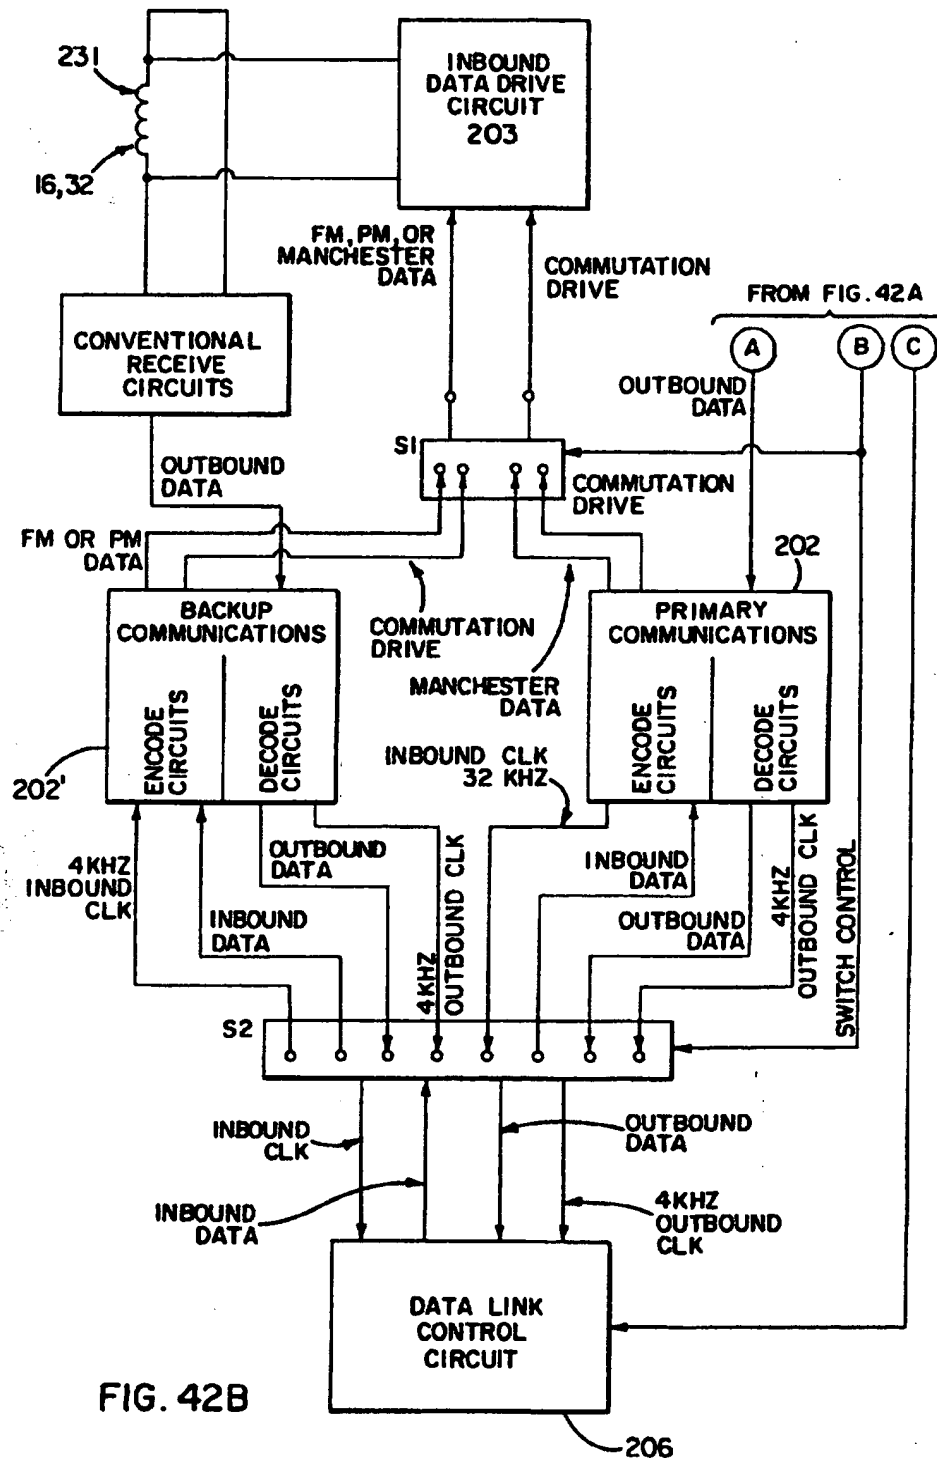 231
16,32
INBOUND
DATA DRIVE
CIRCUIT
203
FM, PM, OR
MANCHESTER
DATA
COMMUTATION
DRIVE
FROM FIG. 42A
A
B
C
CONVENTIONAL
RECEIVE
CIRCUITS
OUTBOUND
DATA
S1
OUTBOUND
DATA
COMMUTATION
DRIVE
FM OR PM
DATA
202
BACKUP
COMMUNICATIONS
ENCODE
CIRCUITS
DECODE
CIRCUITS
202'
COMMUTATION
DRIVE
MANCHESTER
DATA
PRIMARY
COMMUNICATIONS
ENCODE
CIRCUITS
DECODE
CIRCUITS
INBOUND CLK
32 KHZ
4KHZ
INBOUND
CLK
INBOUND
DATA
OUTBOUND
DATA
4KHZ
OUTBOUND CLK
INBOUND
DATA
OUTBOUND
DATA
4KHZ
OUTBOUND CLK
SWITCH CONTROL
S2
INBOUND
CLK
OUTBOUND
DATA
INBOUND
DATA
4KHZ
OUTBOUND
CLK
DATA LINK
CONTROL
CIRCUIT
206
FIG. 42B